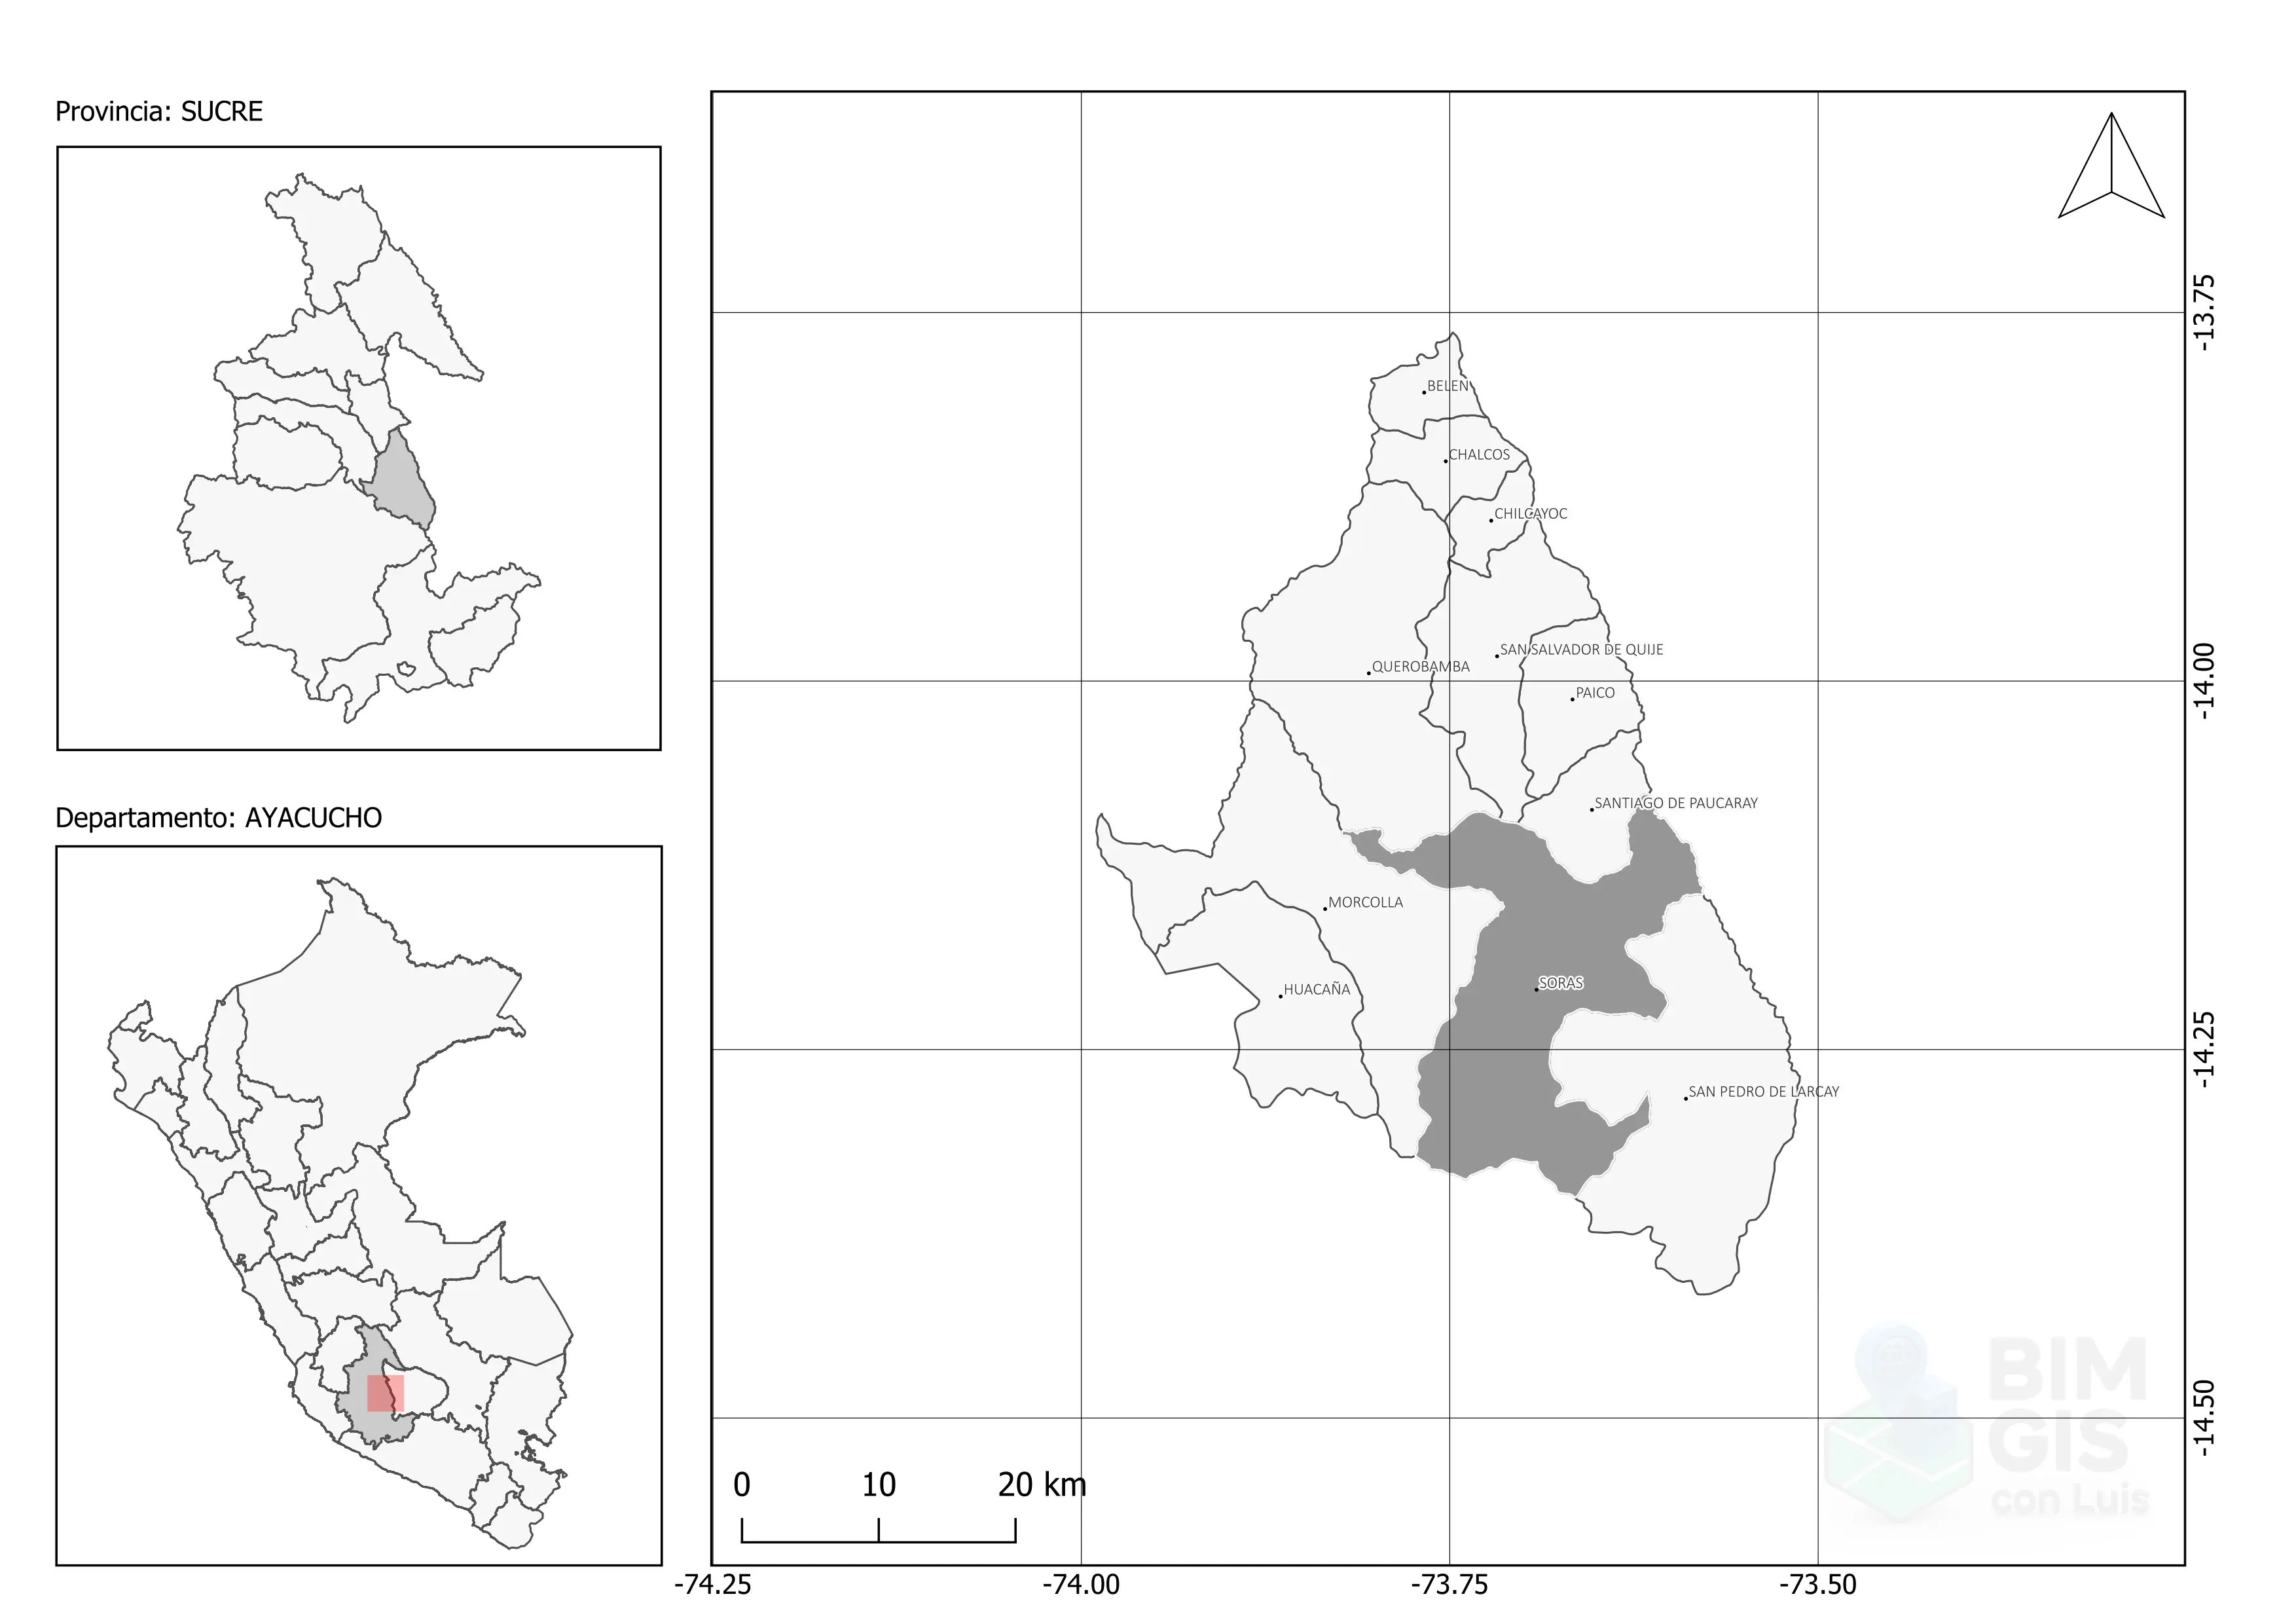 Provincia: SUCRE
Departamento: AYACUCHO
BELEN
CHALCOS
CHILCAYOC
SAN SALVADOR DE QUIJE
QUEROBAMBA
PAICO
SANTIAGO DE PAUCARAY
MORCOLLA
SORAS
HUACAÑA
SAN PEDRO DE LARCAY
-13.75
-14.00
-14.25
-14.50
0 10 20 km
-74.25 -74.00 -73.75 -73.50
BIM
GIS
con Luis